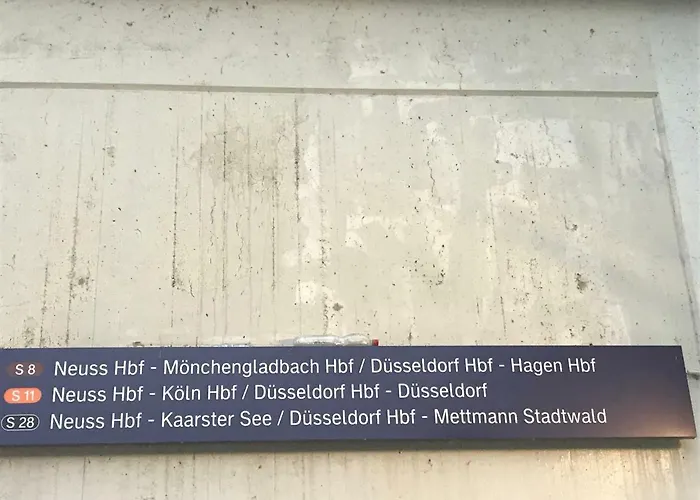 S 8 Neuss Hbf - Mönchengladbach Hbf / Düsseldorf Hbf - Hagen Hbf
S 11 Neuss Hbf - Köln Hbf / Düsseldorf Hbf - Düsseldorf
S 28 Neuss Hbf - Kaarster See / Düsseldorf Hbf - Mettmann Stadtwald